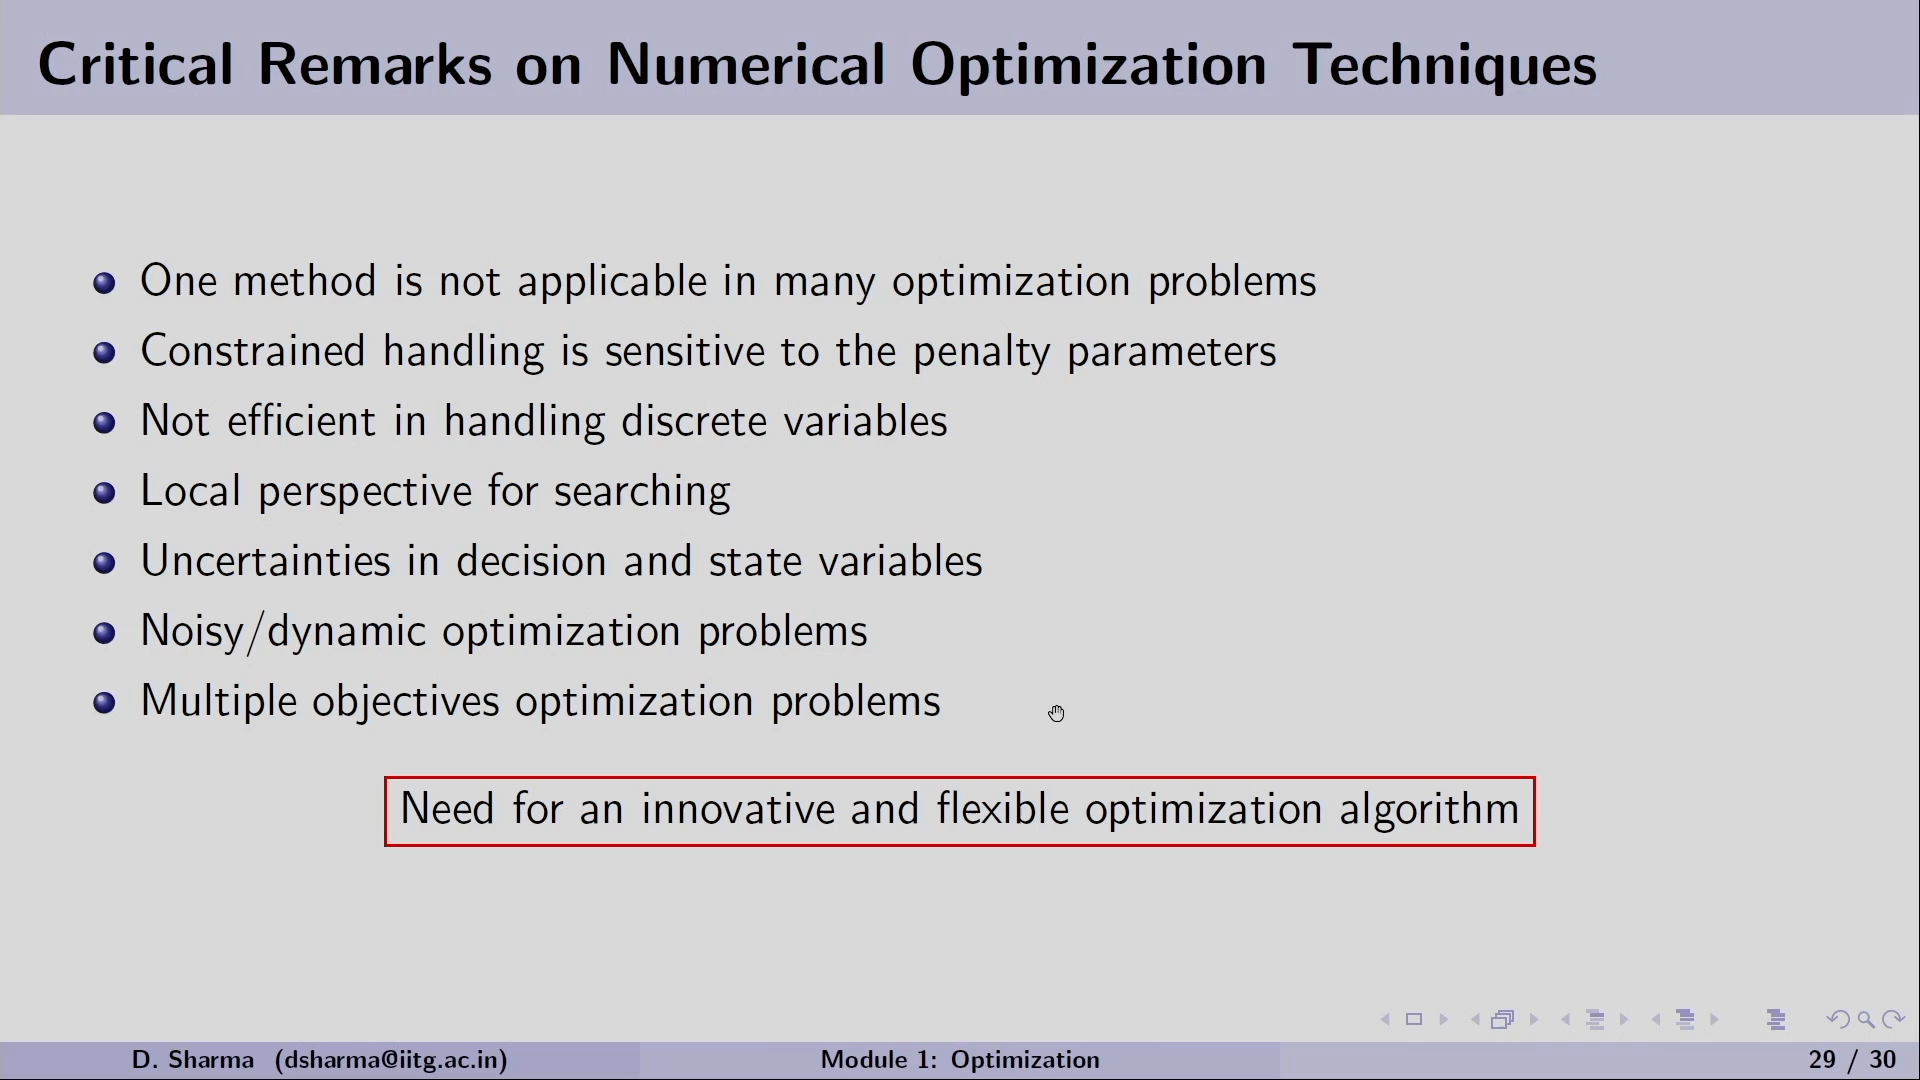 Critical Remarks on Numerical Optimization Techniques
One method is not applicable in many optimization problems
Constrained handling is sensitive to the penalty parameters
Not efficient in handling discrete variables
Local perspective for searching
Uncertainties in decision and state variables
Noisy/dynamic optimization problems
Multiple objectives optimization problems
Need for an innovative and flexible optimization algorithm
D. Sharma (dsharma@iitg.ac.in) Module 1: Optimization 29 / 30